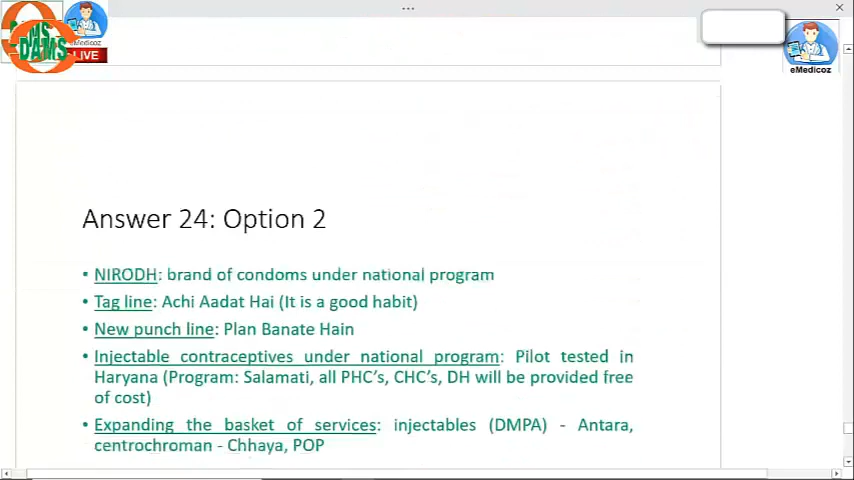 DAMS
eMedicoz
LIVE
eMedicoz
Answer 24: Option 2
• NIRODH: brand of condoms under national program
• Tag line: Achi Aadat Hai (It is a good habit)
• New punch line: Plan Banate Hain
• Injectable contraceptives under national program: Pilot tested in
Haryana (Program: Salamati, all PHC's, CHC's, DH will be provided free
of cost)
• Expanding the basket of services: injectables (DMPA) - Antara,
centrochroman - Chhaya, POP